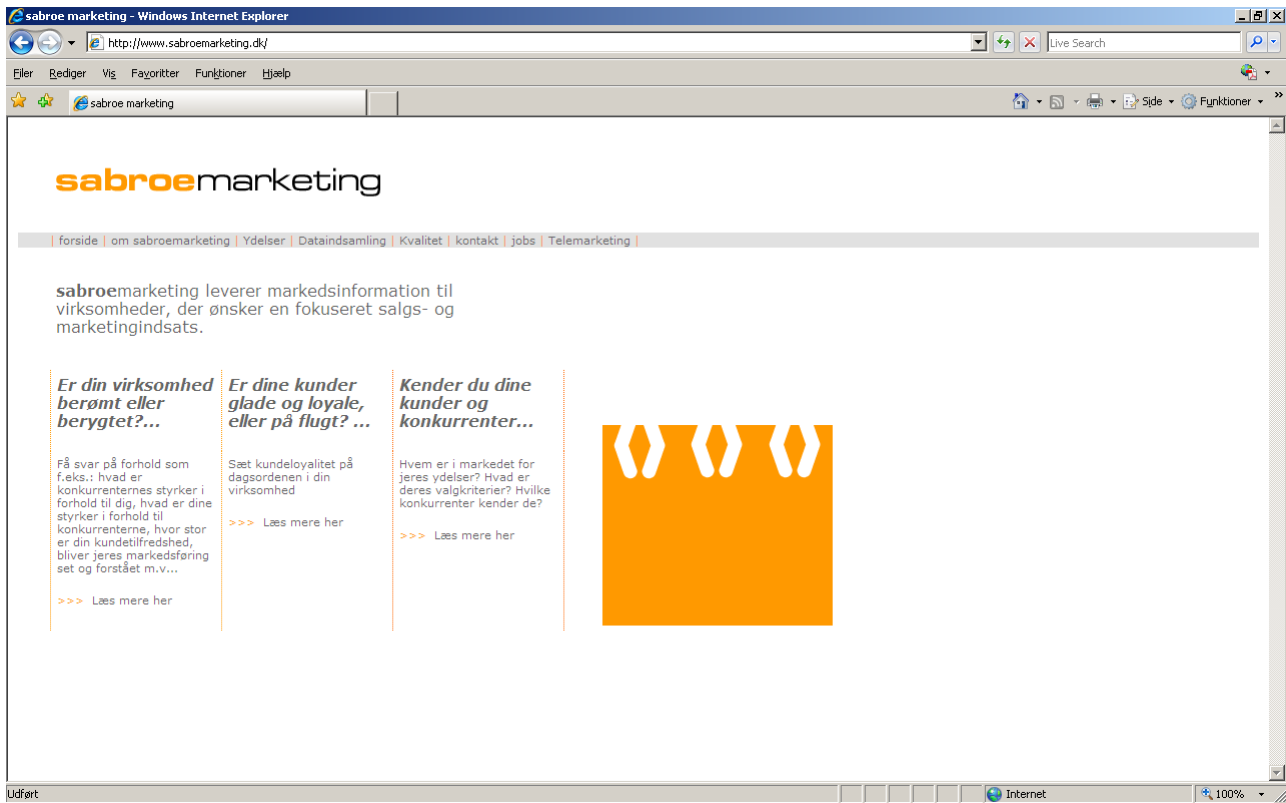 sabroe marketing - Windows Internet Explorer
http://www.sabroemarketing.dk/
Live Search
Filer Rediger Vis Favoritter Funktioner Hjælp
sabroe marketing
Side Funktioner
sabroemarketing
| forside | om sabroemarketing | Ydelser | Dataindsamling | Kvalitet | kontakt | jobs | Telemarketing |
sabroemarketing leverer markedsinformation til
virksomheder, der ønsker en fokuseret salgs- og
marketingindsats.
Er din virksomhed
berømt eller
berygtet?...
Få svar på forhold som
f.eks.: hvad er
konkurrenternes styrker i
forhold til dig, hvad er dine
styrker i forhold til
konkurrenterne, hvor stor
er din kundetilfredshed,
bliver jeres markedsføring
set og forstået m.v...
>>> Læs mere her
Er dine kunder
glade og loyale,
eller på flugt? ...
Sæt kundeloyalitet på
dagsordenen i din
virksomhed
>>> Læs mere her
Kender du dine
kunder og
konkurrenter...
Hvem er i markedet for
jeres ydelser? Hvad er
deres valgkriterier? Hvilke
konkurrenter kender de?
>>> Læs mere her
Udført
Internet
100%